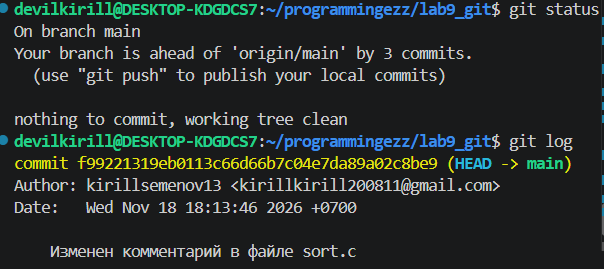 devilkirill@DESKTOP-KDGDCS7:~/programmingezz/lab9_git$ git status
On branch main
Your branch is ahead of 'origin/main' by 3 commits.
  (use "git push" to publish your local commits)

nothing to commit, working tree clean
devilkirill@DESKTOP-KDGDCS7:~/programmingezz/lab9_git$ git log
commit f99221319eb0113c66d66b7c04e7da89a02c8be9 (HEAD -> main)
Author: kirillsemenov13 <kirillkirill200811@gmail.com>
Date:   Wed Nov 18 18:13:46 2026 +0700

    Изменен комментарий в файле sort.c